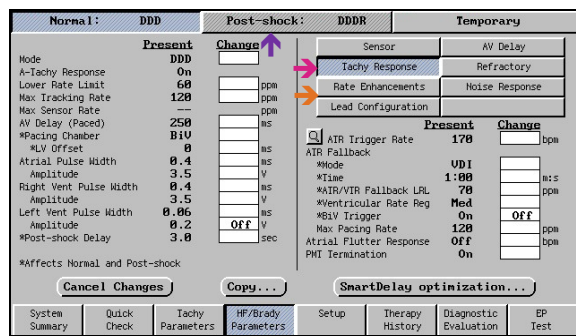 Normal: DDD
Post-shock: DDDR
Temporary
Present Change
Mode DDD
A-Tachy Response On
Lower Rate Limit 60 ppm
Max Tracking Rate 120 ppm
Max Sensor Rate -- ppm
AV Delay (Paced) 250 ms
*Pacing Chamber BiV
*LV Offset 0 ms
Atrial Pulse Width 0.4 ms
Amplitude 3.5 V
Right Vent Pulse Width 0.4 ms
Amplitude 3.5 V
Left Vent Pulse Width 0.06 ms
Amplitude 0.2 Off V
*Post-shock Delay 3.0 sec
*Affects Normal and Post-shock
Sensor
AV Delay
Tachy Response
Refractory
Rate Enhancements
Noise Response
Lead Configuration
Present Change
ATR Trigger Rate 170 bpm
ATR Fallback
*Mode VDI
*Time 1:00 m:s
*ATR/VTR Fallback LRL 70 ppm
*Ventricular Rate Reg Med
*BiV Trigger On Off
Max Pacing Rate 120 ppm
Atrial Flutter Response Off bpm
PMT Termination On
Cancel Changes
Copy...
SmartDelay optimization...
System Summary
Quick Check
Tachy Parameters
HF/Brady Parameters
Setup
Therapy History
Diagnostic Evaluation
EP Test